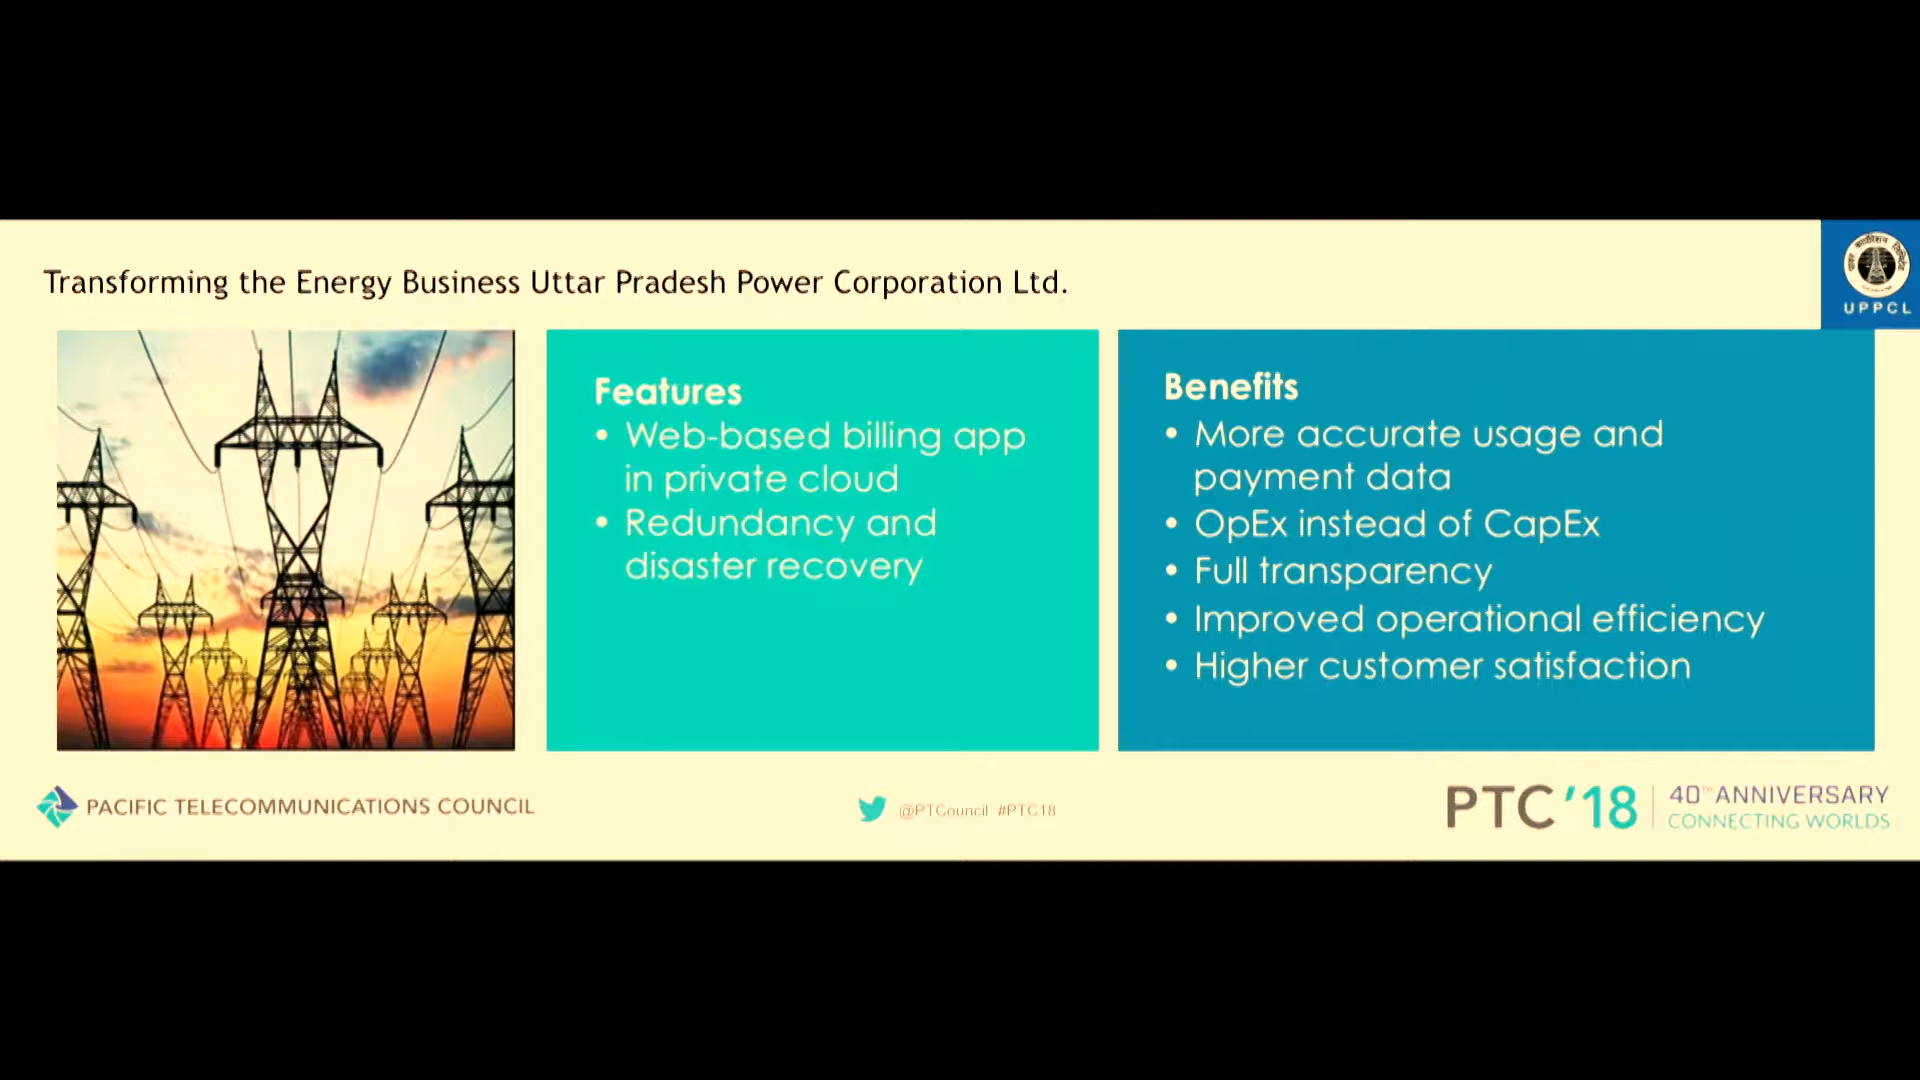 Transforming the Energy Business Uttar Pradesh Power Corporation Ltd.
UPPCL
Features
• Web-based billing app
in private cloud
• Redundancy and
disaster recovery
Benefits
• More accurate usage and
payment data
• OpEx instead of CapEx
• Full transparency
• Improved operational efficiency
• Higher customer satisfaction
PACIFIC TELECOMMUNICATIONS COUNCIL
@PTCouncil #PTC18
PTC '18
40TH ANNIVERSARY
CONNECTING WORLDS